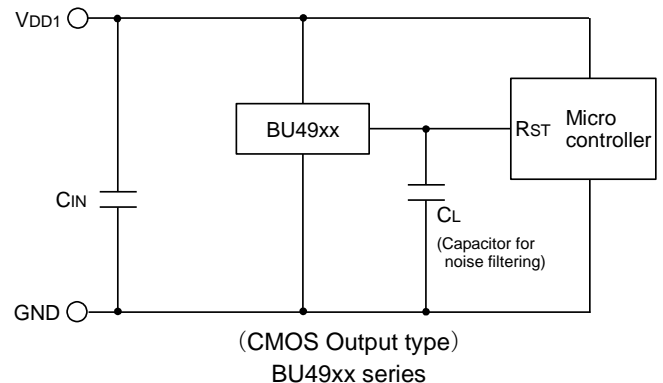 VDD1
BU49xx
RST
Micro
controller
CIN
CL
(Capacitor for
noise filtering)
GND
（CMOS Output type）
BU49xx series